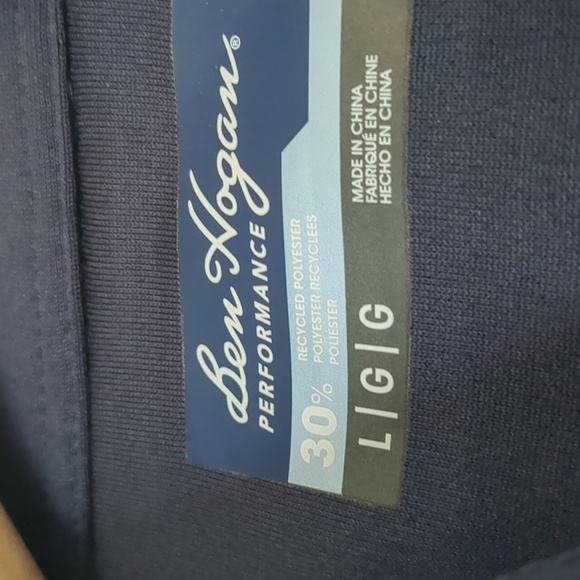 Ben Hogan®
PERFORMANCE
30%
RECYCLED POLYESTER
POLYESTER RECYCLEES
POLIESTER
L|G|G
MADE IN CHINA
FABRIQUÉ EN CHINE
HECHO EN CHINA